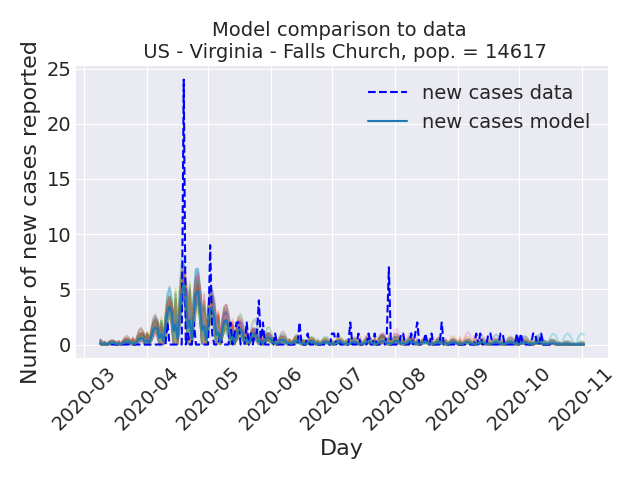 Model comparison to data
US - Virginia - Falls Church, pop. = 14617
Number of new cases reported
25
20
15
10
5
0
new cases data
new cases model
2020-03
2020-04
2020-05
2020-06
2020-07
2020-08
2020-09
2020-10
2020-11
Day